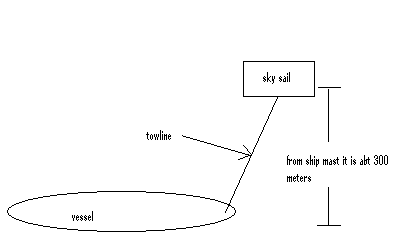 sky sail
towline
from ship mast it is abt 300
meters
vessel